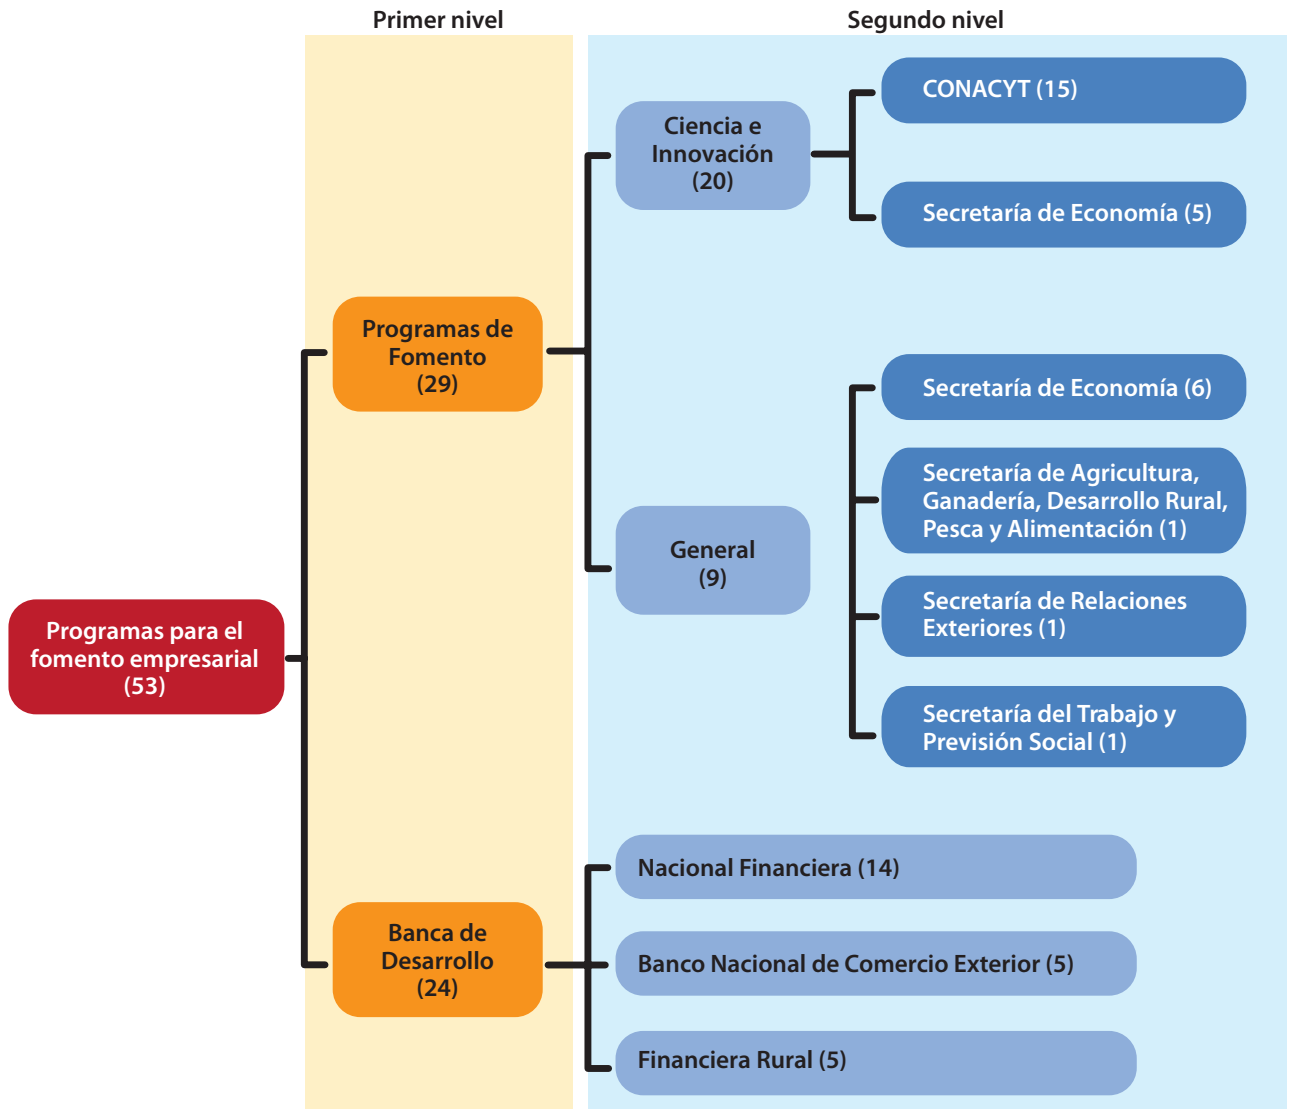 Primer nivel
Segundo nivel
Programas para el
fomento empresarial
(53)
Programas de
Fomento
(29)
Ciencia e
Innovación
(20)
CONACYT (15)
Secretaría de Economía (5)
General
(9)
Secretaría de Economía (6)
Secretaría de Agricultura,
Ganadería, Desarrollo Rural,
Pesca y Alimentación (1)
Secretaría de Relaciones
Exteriores (1)
Secretaría del Trabajo y
Previsión Social (1)
Banca de
Desarrollo
(24)
Nacional Financiera (14)
Banco Nacional de Comercio Exterior (5)
Financiera Rural (5)